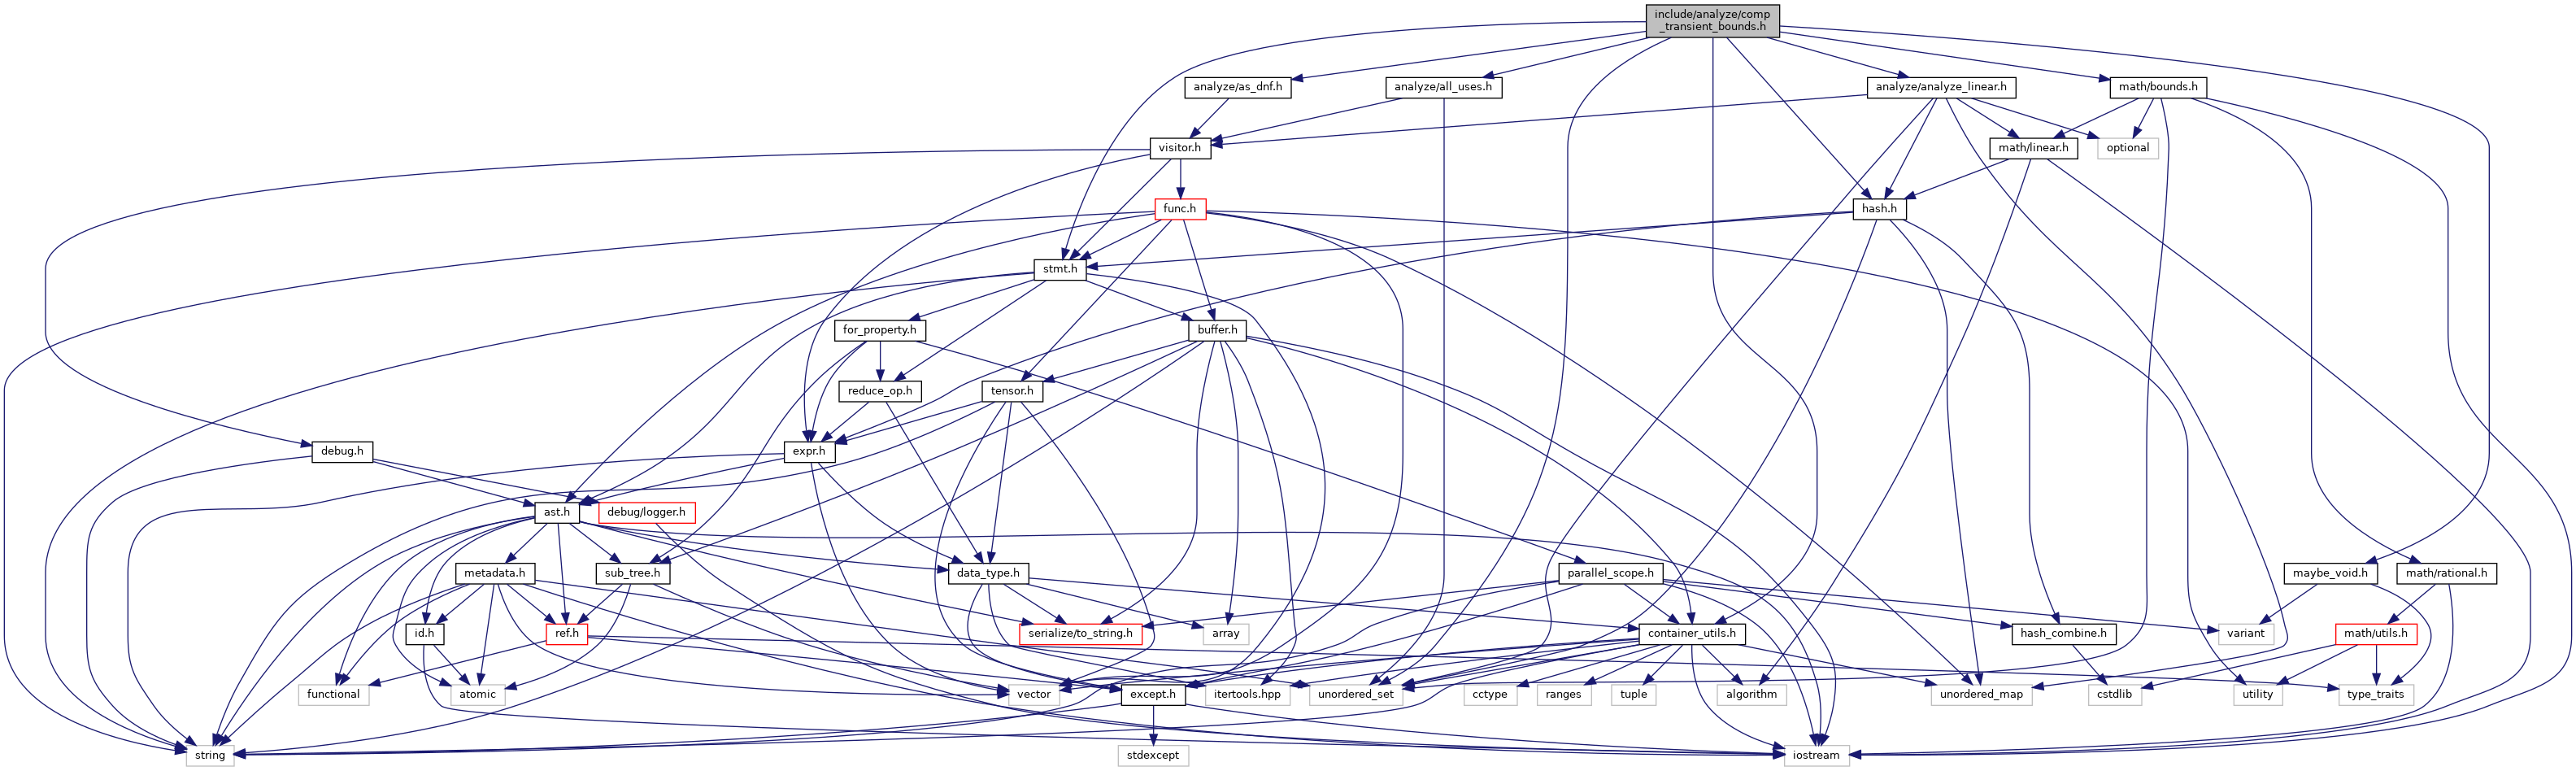 include/analyze/comp
_transient_bounds.h
analyze/as_dnf.h
analyze/all_uses.h
analyze/analyze_linear.h
math/bounds.h
visitor.h
math/linear.h
optional
func.h
hash.h
stmt.h
for_property.h
buffer.h
reduce_op.h
tensor.h
debug.h
expr.h
ast.h
debug/logger.h
metadata.h
sub_tree.h
data_type.h
parallel_scope.h
maybe_void.h
math/rational.h
id.h
ref.h
serialize/to_string.h
array
container_utils.h
hash_combine.h
variant
math/utils.h
functional
atomic
vector
except.h
itertools.hpp
unordered_set
cctype
ranges
tuple
algorithm
unordered_map
cstdlib
utility
type_traits
string
stdexcept
iostream